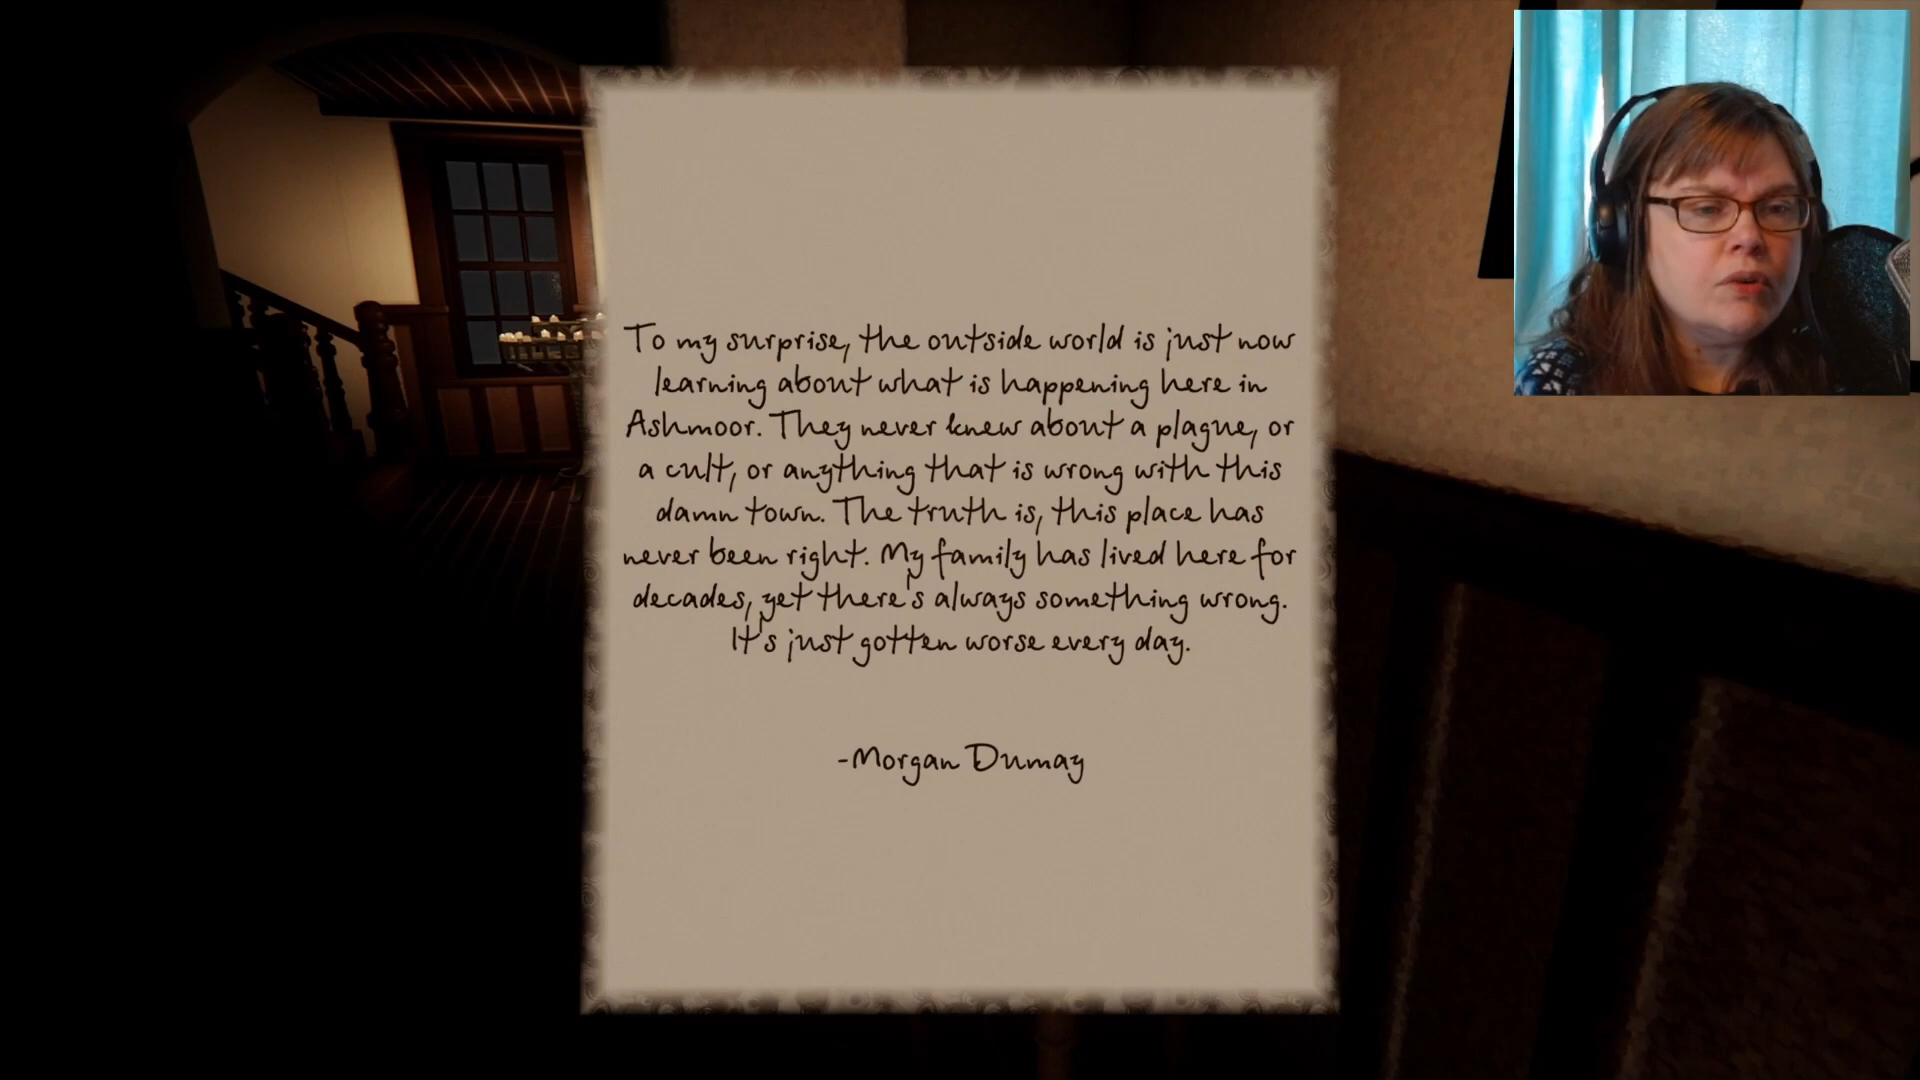 To my surprise, the outside world is just now
learning about what is happening here in
Ashmoor. They never knew about a plague, or
a cult, or anything that is wrong with this
damn town. The truth is, this place has
never been right. My family has lived here for
decades, yet there's always something wrong.
It's just gotten worse every day.
-Morgan Dumay